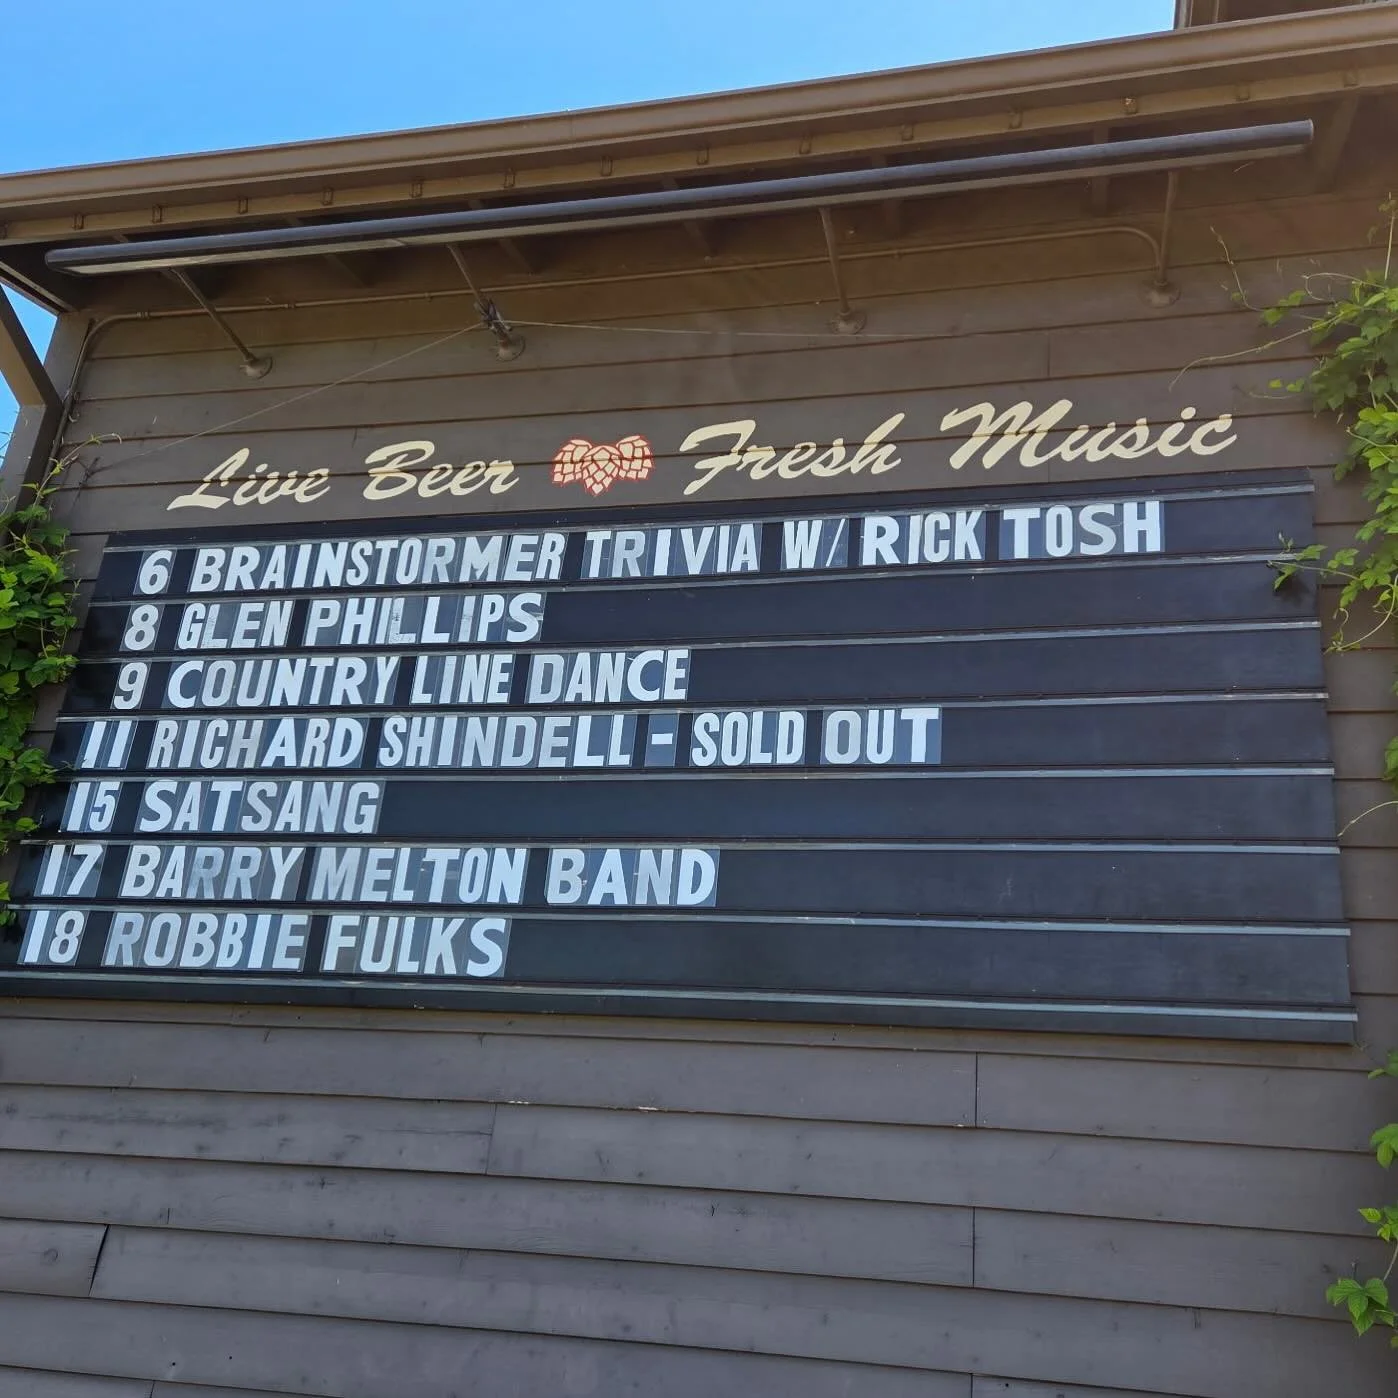 Live Beer Fresh Music
6 BRAINSTORMER TRIVIA W/ RICK TOSH
8 GLEN PHILLIPS
9 COUNTRY LINE DANCE
11 RICHARD SHINDELL - SOLD OUT
15 SATSANG
17 BARRY MELTON BAND
18 ROBBIE FULKS